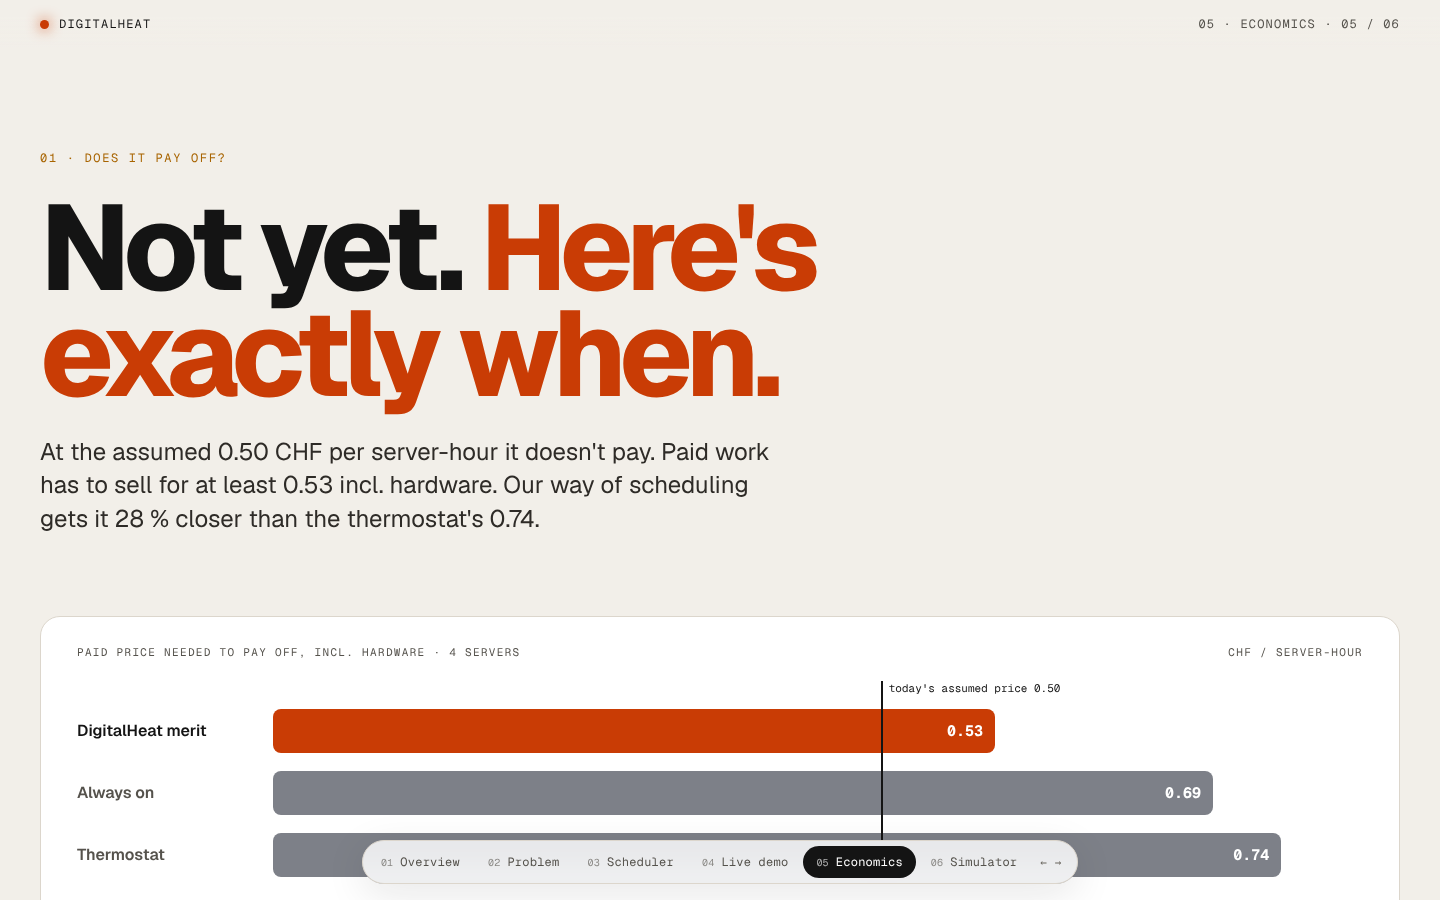 DIGITALHEAT
05 · ECONOMICS · 05 / 06
01 · DOES IT PAY OFF?
Not yet. Here's
exactly when.
At the assumed 0.50 CHF per server-hour it doesn't pay. Paid work
has to sell for at least 0.53 incl. hardware. Our way of scheduling
gets it 28 % closer than the thermostat's 0.74.
PAID PRICE NEEDED TO PAY OFF, INCL. HARDWARE · 4 SERVERS
CHF / SERVER-HOUR
today's assumed price 0.50
DigitalHeat merit
0.53
Always on
0.69
Thermostat
0.74
01 Overview
02 Problem
03 Scheduler
04 Live demo
05 Economics
06 Simulator
← →